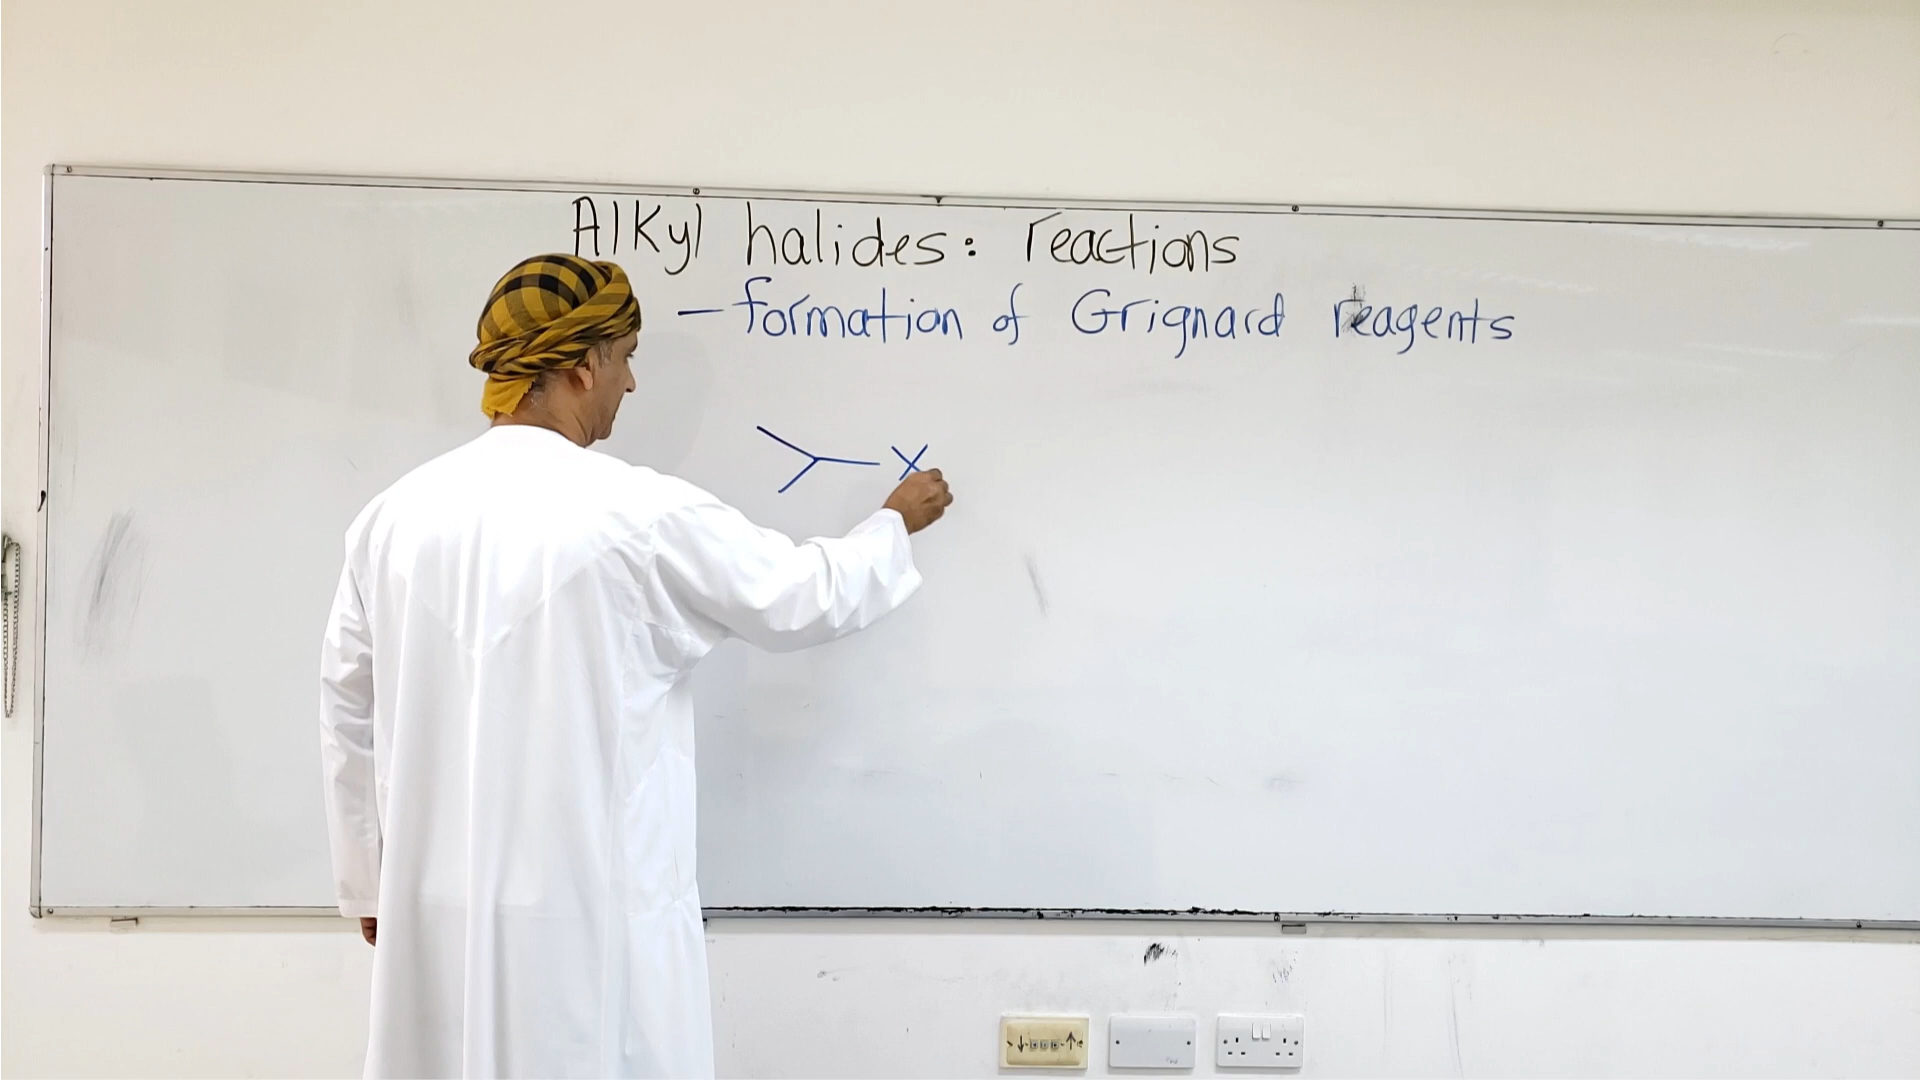 Alkyl halides: reactions
— formation of Grignard reagents
X